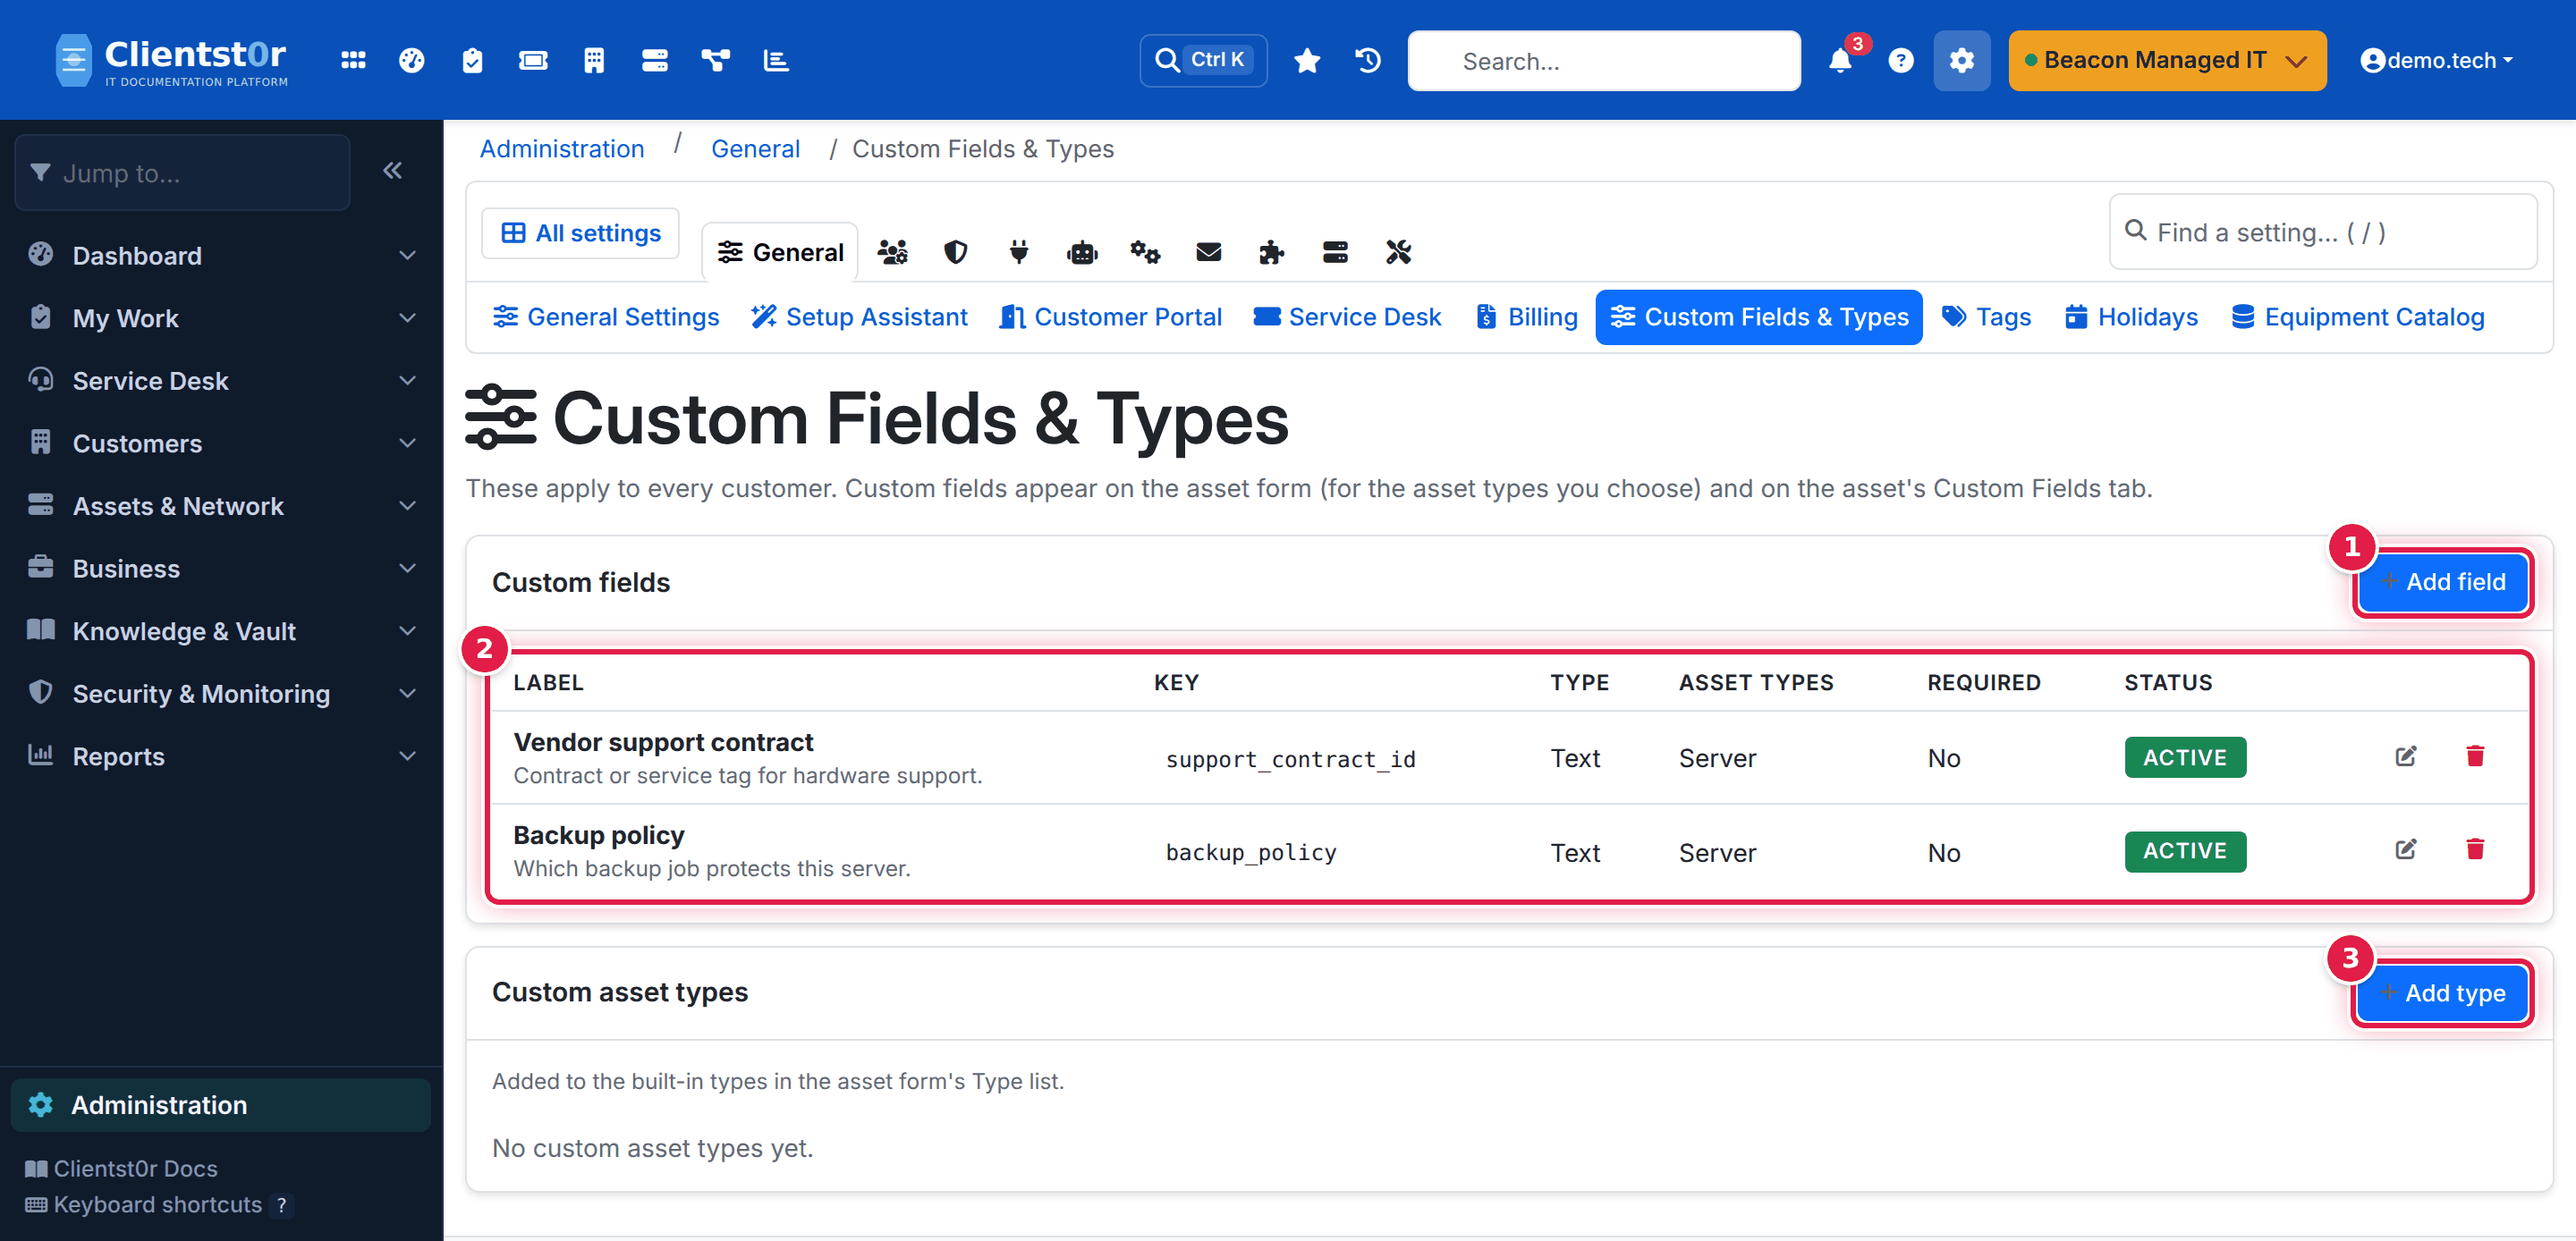 Clientst0r
IT DOCUMENTATION PLATFORM
Ctrl K
Search...
3
?
Beacon Managed IT
demo.tech
Jump to...
Dashboard
My Work
Service Desk
Customers
Assets & Network
Business
Knowledge & Vault
Security & Monitoring
Reports
Administration
Clientst0r Docs
Keyboard shortcuts ?
Administration / General / Custom Fields & Types
All settings
General
Find a setting... ( / )
General Settings
Setup Assistant
Customer Portal
Service Desk
Billing
Custom Fields & Types
Tags
Holidays
Equipment Catalog
Custom Fields & Types
These apply to every customer. Custom fields appear on the asset form (for the asset types you choose) and on the asset's Custom Fields tab.
Custom fields
1
+ Add field
2
LABEL KEY TYPE ASSET TYPES REQUIRED STATUS
Vendor support contract
Contract or service tag for hardware support.
support_contract_id Text Server No ACTIVE
Backup policy
Which backup job protects this server.
backup_policy Text Server No ACTIVE
Custom asset types
3
+ Add type
Added to the built-in types in the asset form's Type list.
No custom asset types yet.